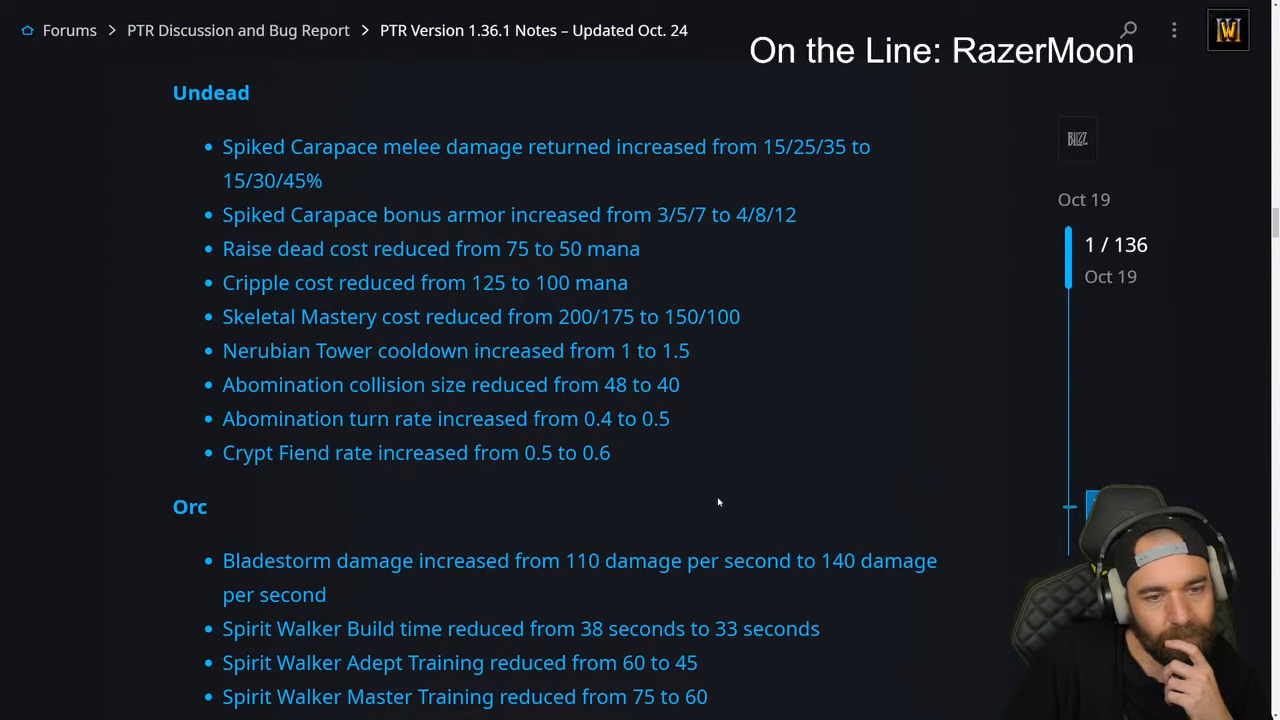 Forums > PTR Discussion and Bug Report > PTR Version 1.36.1 Notes – Updated Oct. 24
On the Line: RazerMoon
Undead
BLIZZ
Spiked Carapace melee damage returned increased from 15/25/35 to
15/30/45%
Oct 19
Spiked Carapace bonus armor increased from 3/5/7 to 4/8/12
1 / 136
Raise dead cost reduced from 75 to 50 mana
Oct 19
Cripple cost reduced from 125 to 100 mana
Skeletal Mastery cost reduced from 200/175 to 150/100
Nerubian Tower cooldown increased from 1 to 1.5
Abomination collision size reduced from 48 to 40
Abomination turn rate increased from 0.4 to 0.5
Crypt Fiend rate increased from 0.5 to 0.6
Orc
Bladestorm damage increased from 110 damage per second to 140 damage
per second
Spirit Walker Build time reduced from 38 seconds to 33 seconds
Spirit Walker Adept Training reduced from 60 to 45
Spirit Walker Master Training reduced from 75 to 60